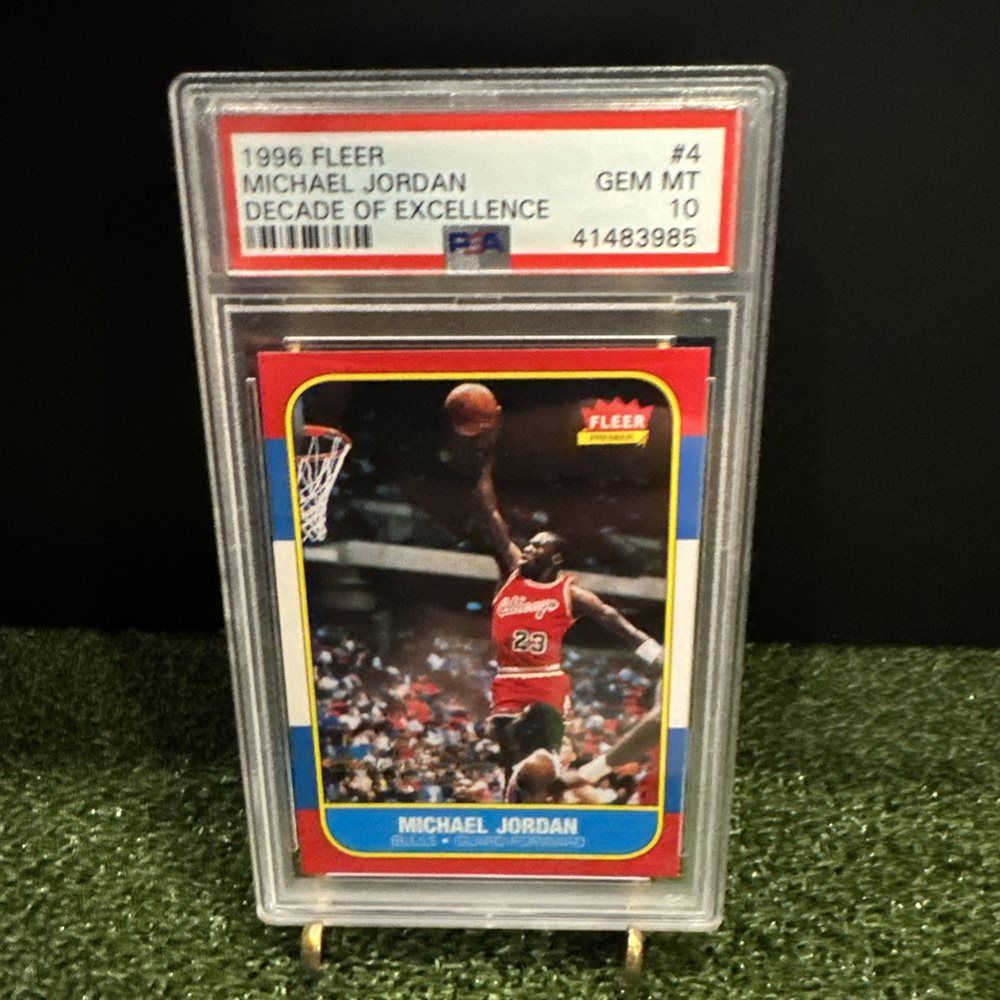 1996 FLEER #4
MICHAEL JORDAN GEM MT
DECADE OF EXCELLENCE 10
PSA 41483985
FLEER
PREMIER
Chicago
23
MICHAEL JORDAN